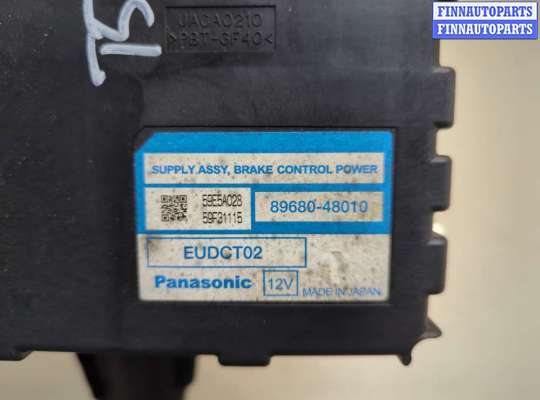 FINNAUTOPARTS
FINNAUTOPARTS
UACA0210
>PBT-GF40<
SUPPLY ASSY, BRAKE CONTROL POWER
59E5A028
59F31115
89680-48010
EUDCT02
Panasonic 12V MADE IN JAPAN